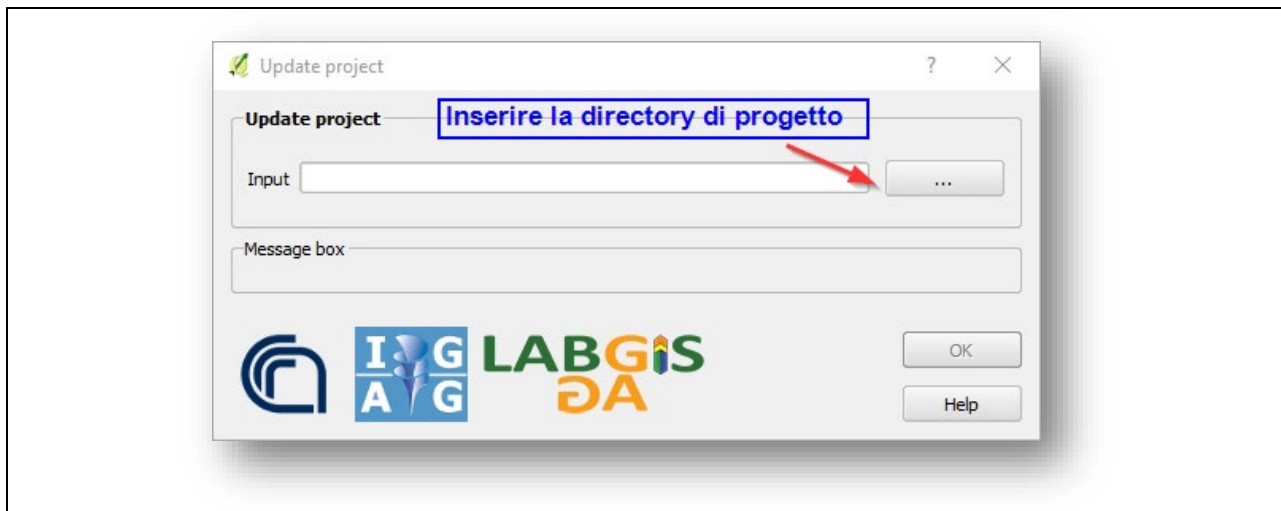 Update project
?
Update project
Inserire la directory di progetto
Input
...
Message box
I G
A G
LABGIS
GA
OK
Help